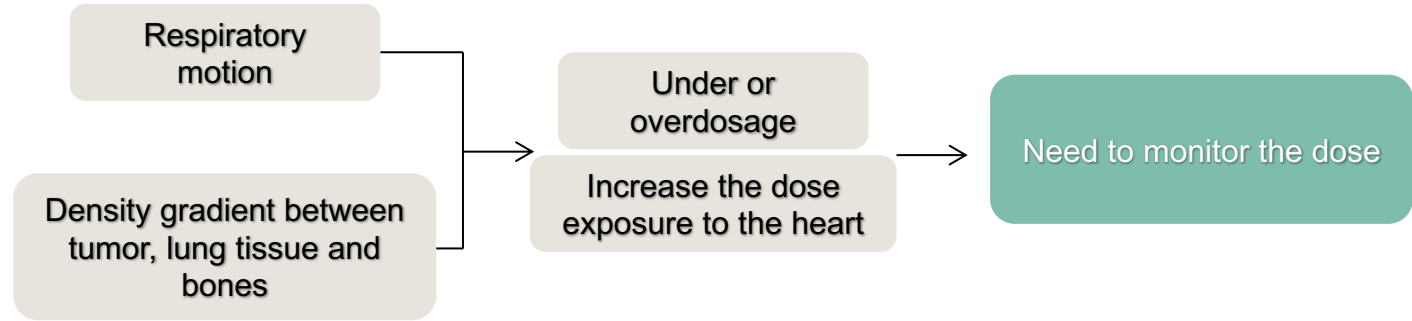 Respiratory
motion
Density gradient between
tumor, lung tissue and
bones
Under or
overdosage
Increase the dose
exposure to the heart
Need to monitor the dose